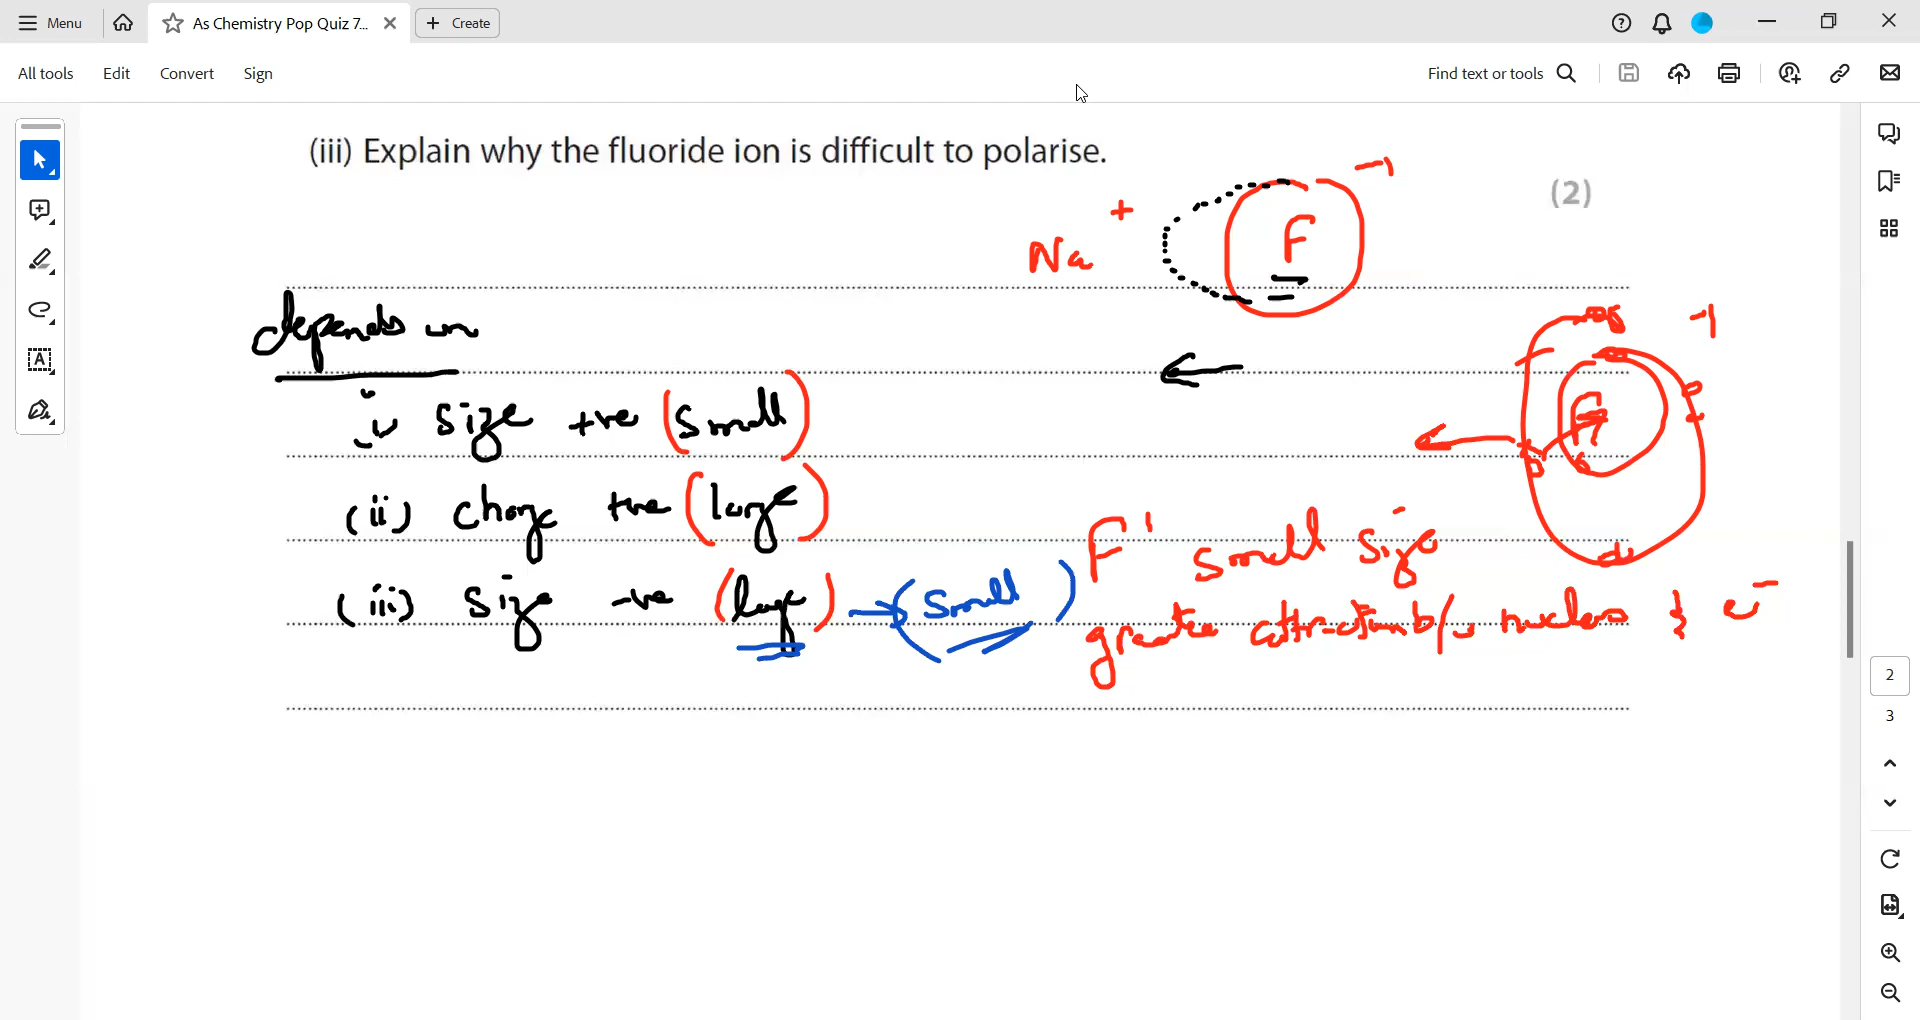 Menu
As Chemistry Pop Quiz 7...
Create
All tools
Edit
Convert
Sign
Find text or tools
(iii) Explain why the fluoride ion is difficult to polarise.
(2)
Na +
F -1
depends on
i) size +ve (small)
(ii) charge +ve (large)
(iii) size -ve (large) → (small)
F -1
F-1 small size
greater attraction b/w nucleus & e-
2
3